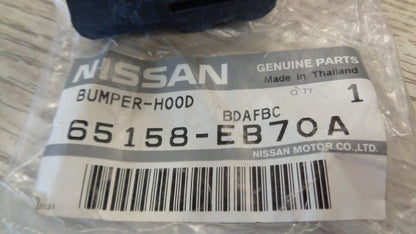 NISSAN GENUINE PARTS
Made in Thailand
BUMPER-HOOD Q'TY 1
BDAFBC
65158-EB70A
NISSAN MOTOR CO.,LTD.